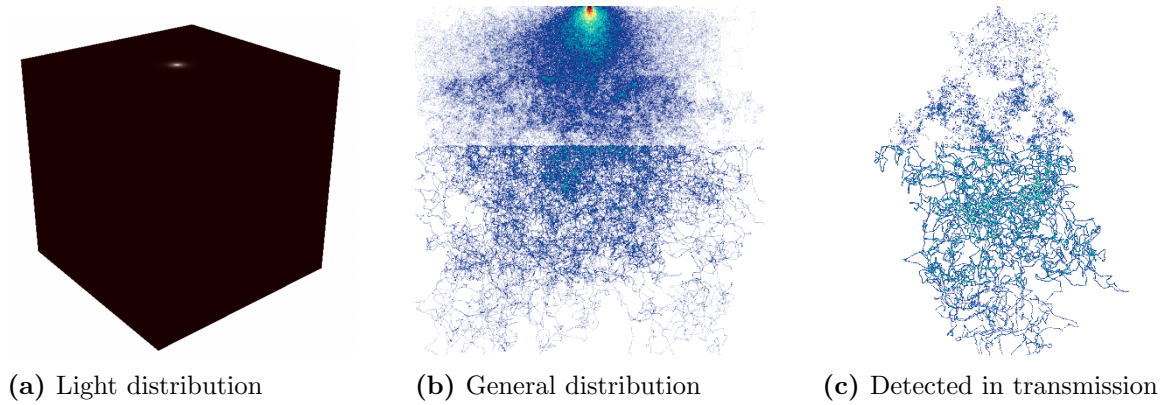 (a) Light distribution
(b) General distribution
(c) Detected in transmission